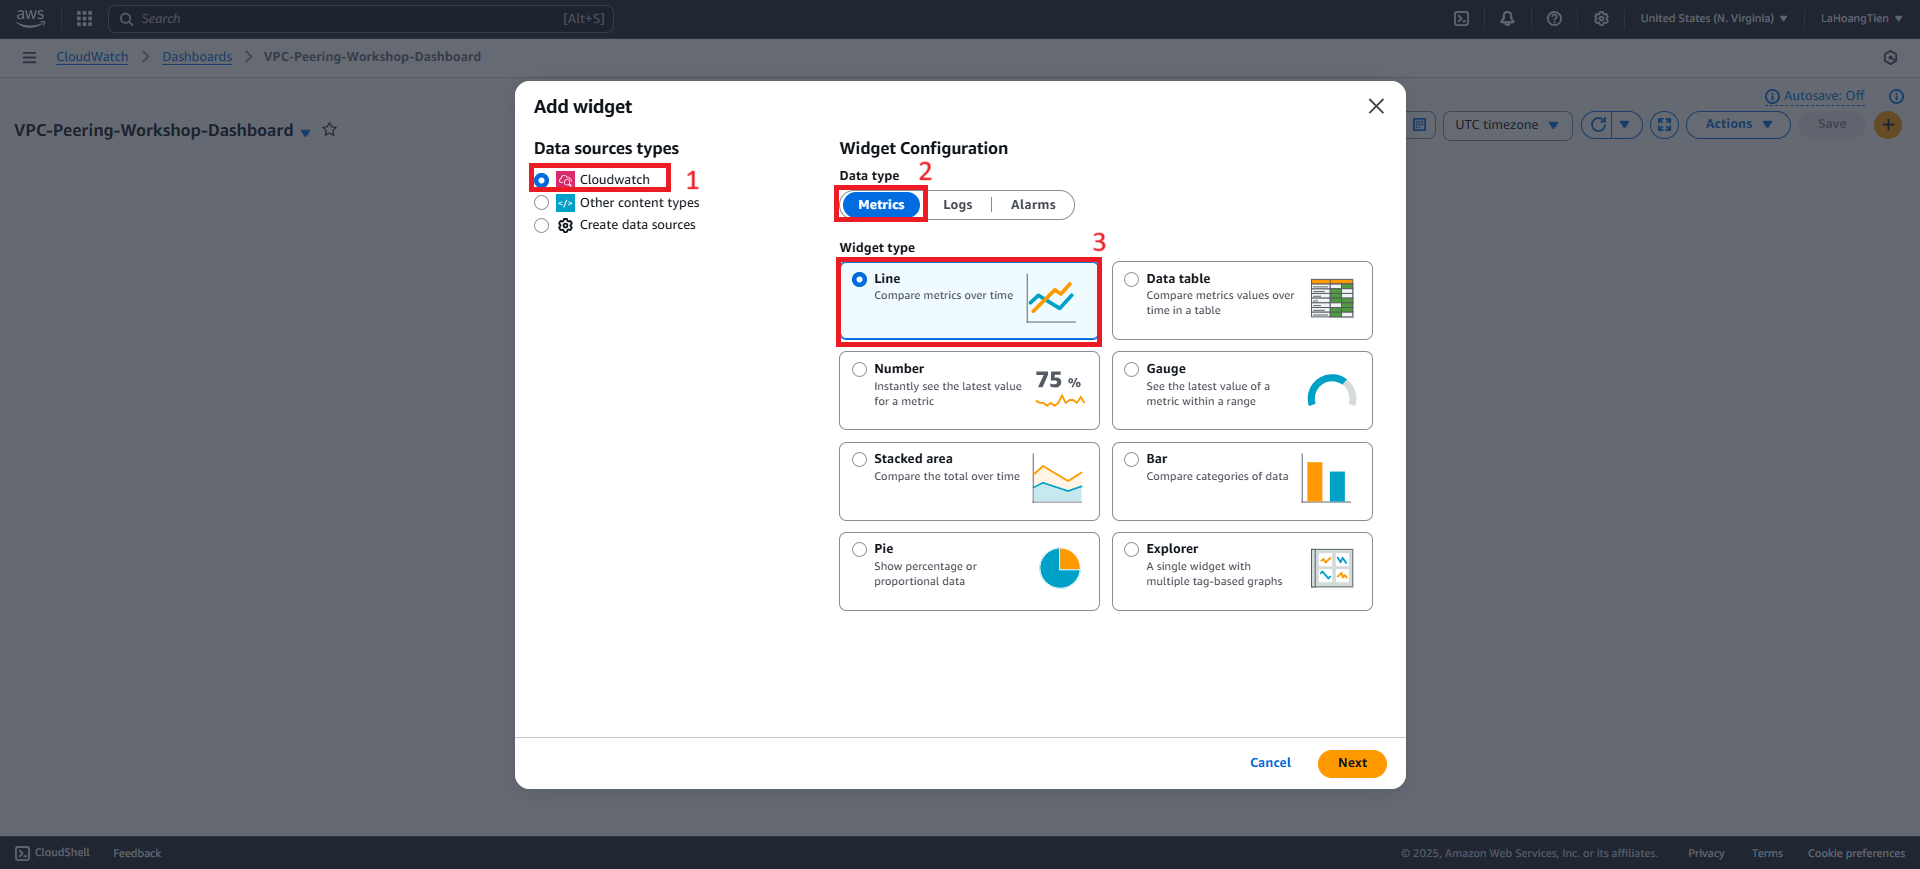 aws
Search [Alt+S]
United States (N. Virginia)
LaHoangTien
CloudWatch
Dashboards
VPC-Peering-Workshop-Dashboard
Autosave: Off
VPC-Peering-Workshop-Dashboard
UTC timezone
Actions
Save
Add widget
Data sources types
Cloudwatch
1
Other content types
Create data sources
Widget Configuration
Data type
2
Metrics
Logs
Alarms
Widget type
3
Line
Compare metrics over time
Data table
Compare metrics values over
time in a table
Number
Instantly see the latest value
for a metric
75 %
Gauge
See the latest value of a
metric within a range
Stacked area
Compare the total over time
Bar
Compare categories of data
Pie
Show percentage or
proportional data
Explorer
A single widget with
multiple tag-based graphs
Cancel
Next
CloudShell
Feedback
© 2025, Amazon Web Services, Inc. or its affiliates.
Privacy
Terms
Cookie preferences